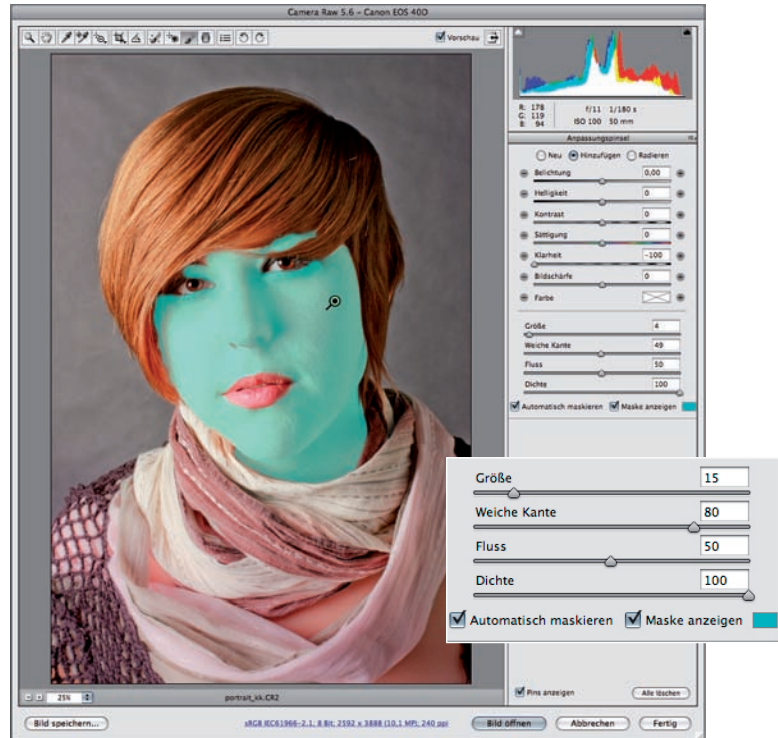 Camera Raw 5.6 – Canon EOS 40D
Vorschau
R: 178
G: 119
B: 94
f/11 1/180 s
ISO 100 50 mm
Anpassungspinsel
Neu Hinzufügen Radieren
Belichtung 0,00
Helligkeit 0
Kontrast 0
Sättigung 0
Klarheit -100
Bildschärfe 0
Farbe
Größe 4
Weiche Kante 49
Fluss 50
Dichte 100
Automatisch maskieren Maske anzeigen
Größe 15
Weiche Kante 80
Fluss 50
Dichte 100
Automatisch maskieren Maske anzeigen
Pins anzeigen Alle löschen
25% portrait_kk.CR2
Bild speichern... sRGB IEC61966-2.1; 8 Bit; 2592 x 3888 (10,1 MP); 240 ppi Bild öffnen Abbrechen Fertig